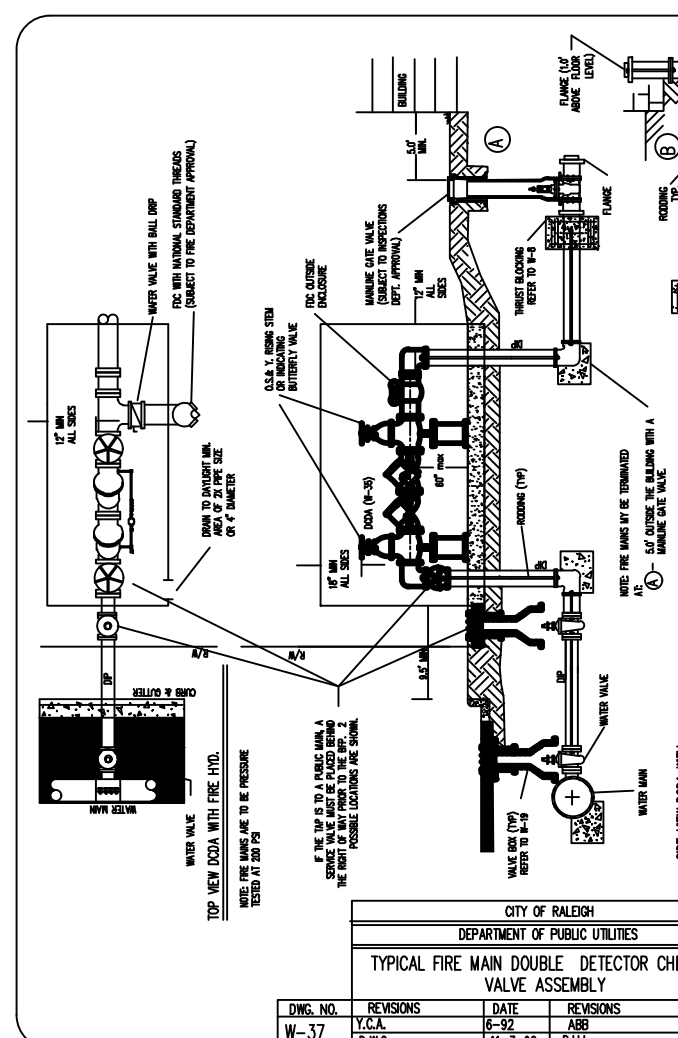 WAFER VALVE WITH BALL DRIP
FDC WITH NATIONAL STANDARD THREADS
(SUBJECT TO FIRE DEPARTMENT APPROVAL)
12" MIN
ALL SIDES
DRAIN TO DAYLIGHT MIN.
AREA OF 2X PIPE SIZE
OR 4" DIAMETER
R/W
DIP
CURB & GUTTER
WATER MAIN
WATER VALVE
TOP VIEW DCDA WITH FIRE HYD.
NOTE: FIRE MAINS ARE TO BE PRESSURE
TESTED AT 200 PSI
BUILDING
5.0'
MIN.
A
MAINLINE GATE VALVE
(SUBJECT TO INSPECTIONS
DEPT. APPROVAL)
12" MIN
ALL
SIDES
FDC OUTSIDE
ENCLOSURE
O.S.& Y. RISING STEM
OR INDICATING
BUTTERFLY VALVE
DCDA (W-35)
60" max
18" MIN
ALL SIDES
R/W
9.5' MIN
RODDING (TYP)
DIP
DIP
DIP
IF THE TAP IS TO A PUBLIC MAIN, A
SERVICE VALVE MUST BE PLACED BEHIND
THE RIGHT OF WAY PRIOR TO THE BFP. 2
POSSIBLE LOCATIONS ARE SHOWN.
VALVE BOX (TYP)
REFER TO W-19
WATER VALVE
WATER MAIN
FLANGE
THRUST BLOCKING
REFER TO W-8
FLANGE (1.0'
ABOVE FLOOR
LEVEL)
B
RODDING
TYP.
NOTE: FIRE MAINS MY BE TERMINATED
AT:
A - 5.0' OUTSIDE THE BUILDING WITH A
MAINLINE GATE VALVE.
CITY OF RALEIGH
DEPARTMENT OF PUBLIC UTILITIES
TYPICAL FIRE MAIN DOUBLE DETECTOR CHE
VALVE ASSEMBLY
DWG. NO. REVISIONS DATE REVISIONS
W-37 Y.C.A. 6-92 ABB